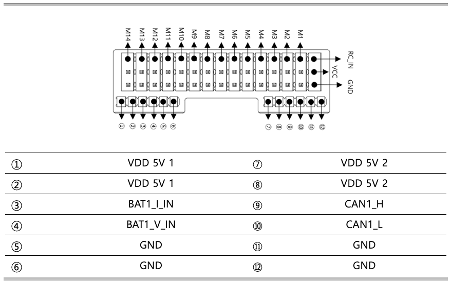 M14 M13 M12 M11 M10 M9 M8 M7 M6 M5 M4 M3 M2 M1
RC_IN
VCC
GND
① ② ③ ④ ⑤ ⑥ ⑦ ⑧ ⑨ ⑩ ⑪ ⑫
① VDD 5V 1 ⑦ VDD 5V 2
② VDD 5V 1 ⑧ VDD 5V 2
③ BAT1_I_IN ⑨ CAN1_H
④ BAT1_V_IN ⑩ CAN1_L
⑤ GND ⑪ GND
⑥ GND ⑫ GND